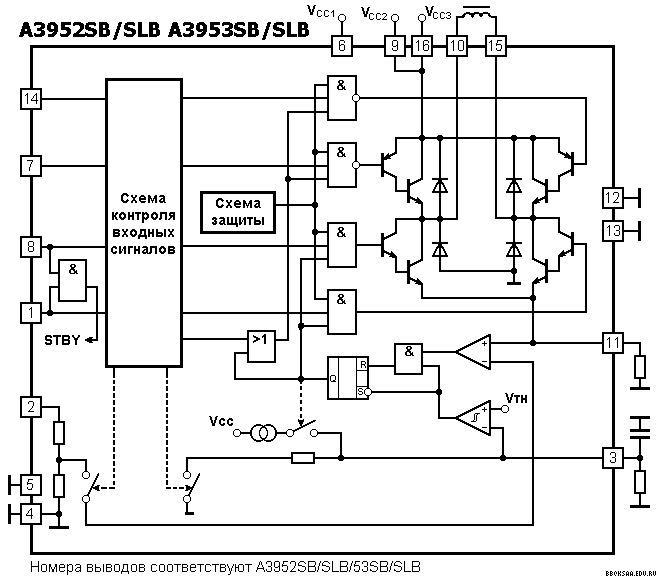 A3952SB/SLB A3953SB/SLB
VCC1 VCC2 VCC3
6 9 16 10 15
14
7
8
1
2
5
4
12
13
11
3
Схема
контроля
входных
сигналов
Схема
защиты
&
&
&
&
&
STBY
>1
&
Q R
S
+
−
+
−
VTH
Vcc
Номера выводов соответствуют A3952SB/SLB/53SB/SLB